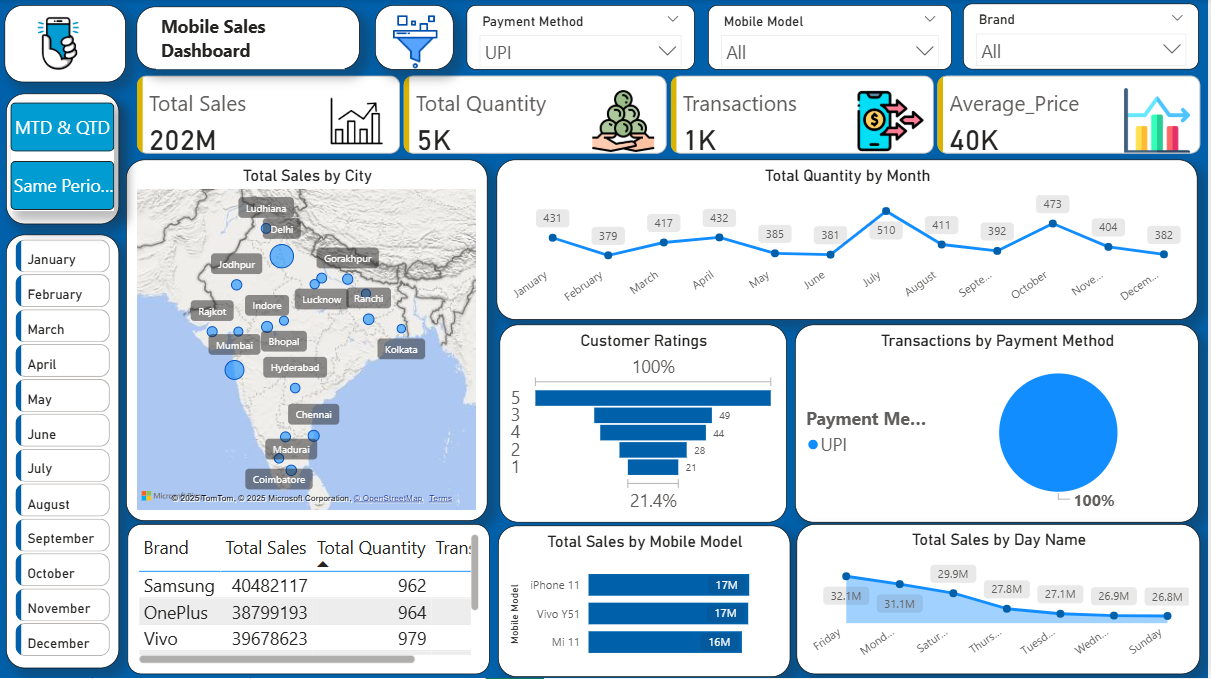 Mobile Sales
Dashboard
Payment Method
UPI
Mobile Model
All
Brand
All
MTD & QTD
Same Perio...
January
February
March
April
May
June
July
August
September
October
November
December
Total Sales
202M
Total Quantity
5K
Transactions
1K
Average_Price
40K
Total Sales by City
Ludhiana
Delhi
Jodhpur
Gorakhpur
Lucknow
Ranchi
Indore
Rajkot
Mumbai
Bhopal
Kolkata
Hyderabad
Chennai
Madurai
Coimbatore
© 2025 TomTom, © 2025 Microsoft Corporation, © OpenStreetMap Terms
Total Quantity by Month
431
379
417
432
385
381
510
411
392
473
404
382
January
February
March
April
May
June
July
August
Septe...
October
Nove...
Decem...
Customer Ratings
100%
5
3 49
4 44
2 28
1 21
21.4%
Transactions by Payment Method
Payment Me...
UPI
100%
Brand Total Sales Total Quantity Trans
Samsung 40482117 962
OnePlus 38799193 964
Vivo 39678623 979
Total Sales by Mobile Model
Mobile Model
iPhone 11 17M
Vivo Y51 17M
Mi 11 16M
Total Sales by Day Name
32.1M
31.1M
29.9M
27.8M
27.1M
26.9M
26.8M
Friday
Mond...
Satur...
Thurs...
Tuesd...
Wedn...
Sunday